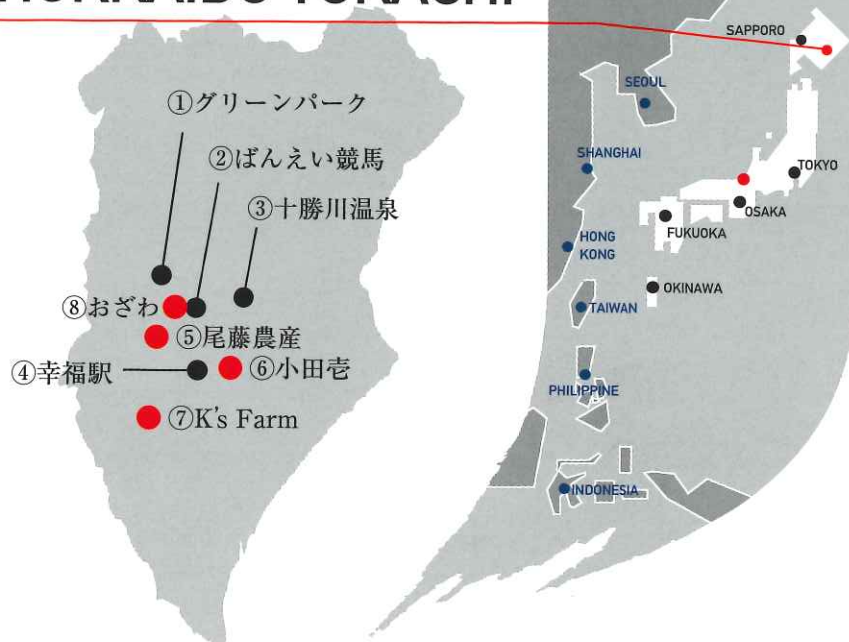 HOKKAIDO TOKACHI
①グリーンパーク
②ばんえい競馬
③十勝川温泉
⑧おざわ
⑤尾藤農産
④幸福駅
⑥小田壱
⑦K's Farm
SAPPORO
SEOUL
SHANGHAI
TOKYO
OSAKA
FUKUOKA
HONG
KONG
OKINAWA
TAIWAN
PHILIPPINE
INDONESIA